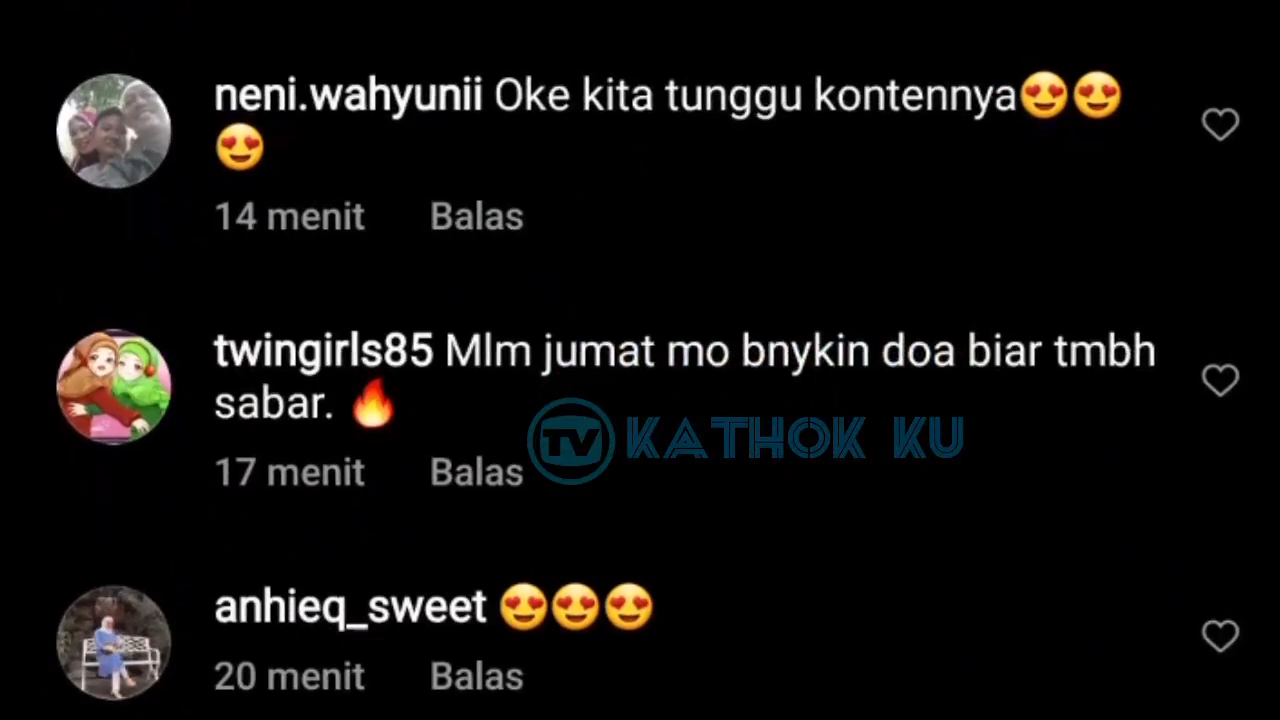 neni.wahyunii Oke kita tunggu kontennya😍😍
😍
14 menit Balas
twingirls85 Mlm jumat mo bnykin doa biar tmbh
sabar. 🔥
TV KATHOK KU
17 menit Balas
anhieq_sweet 😍😍😍
20 menit Balas